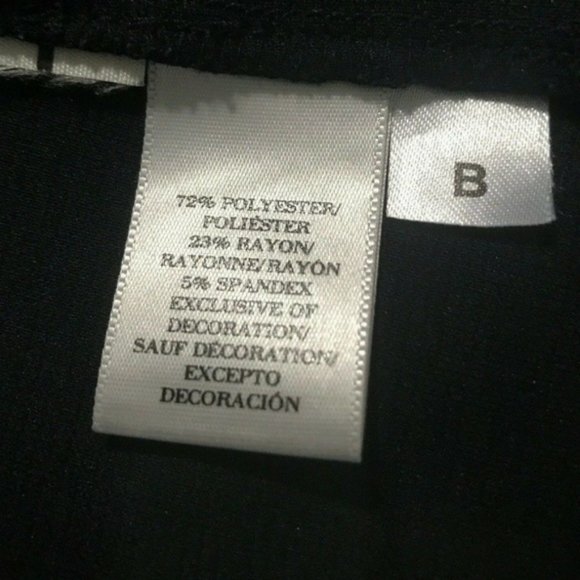 72% POLYESTER/
POLIÉSTER
23% RAYON/
RAYONNE/RAYÓN
5% SPANDEX
EXCLUSIVE OF
DECORATION/
SAUF DÉCORATION/
EXCEPTO
DECORACIÓN
B